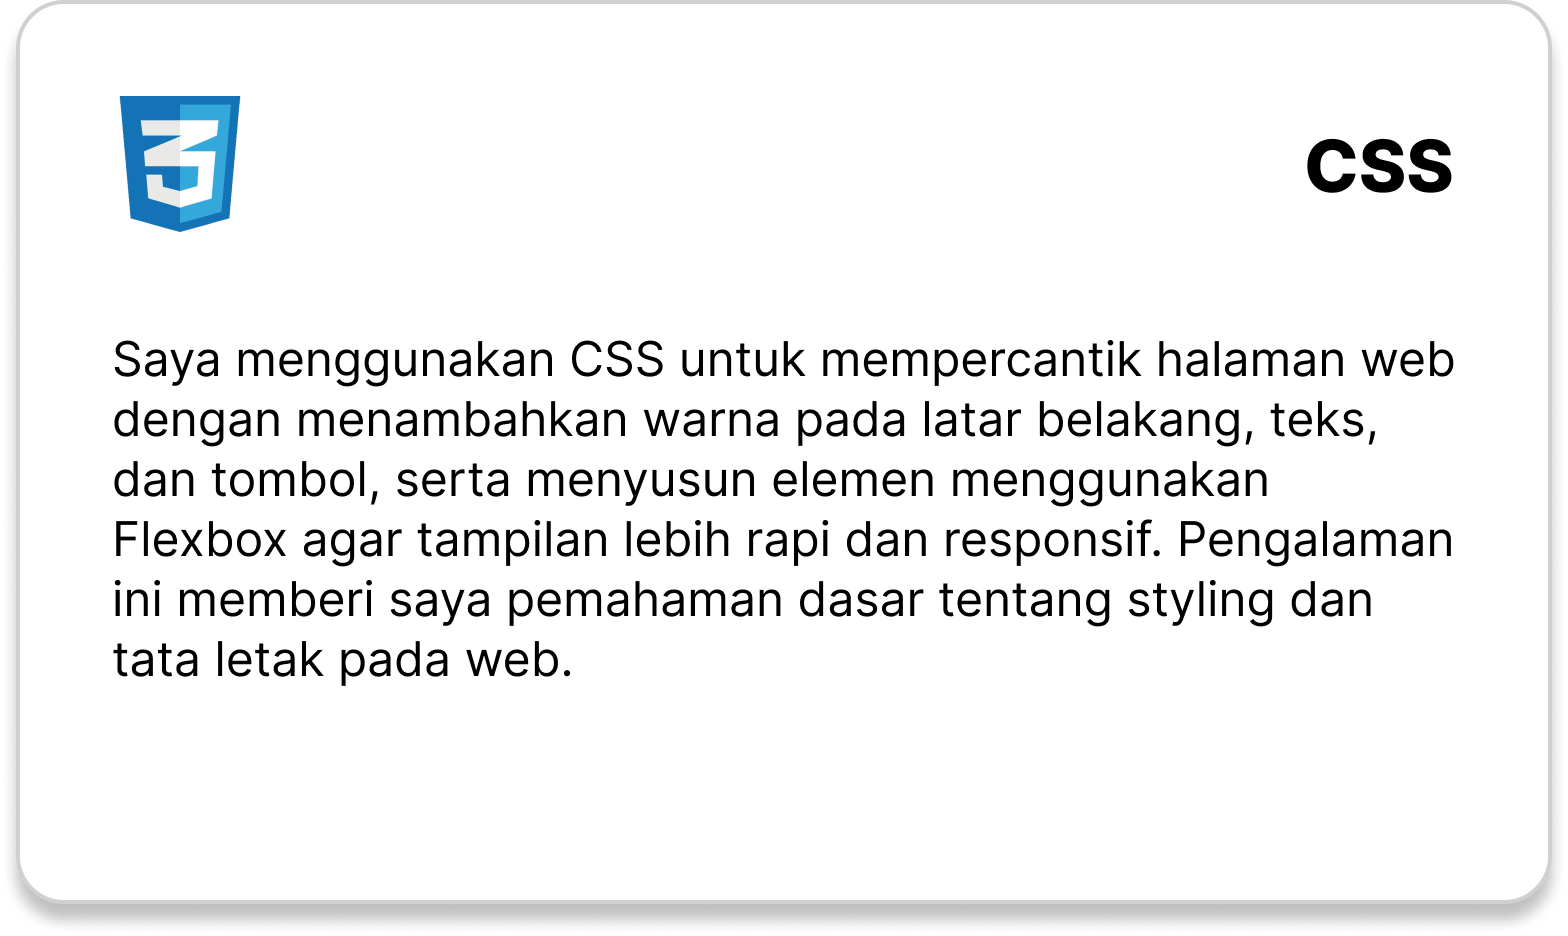 CSS
Saya menggunakan CSS untuk mempercantik halaman web
dengan menambahkan warna pada latar belakang, teks,
dan tombol, serta menyusun elemen menggunakan
Flexbox agar tampilan lebih rapi dan responsif. Pengalaman
ini memberi saya pemahaman dasar tentang styling dan
tata letak pada web.